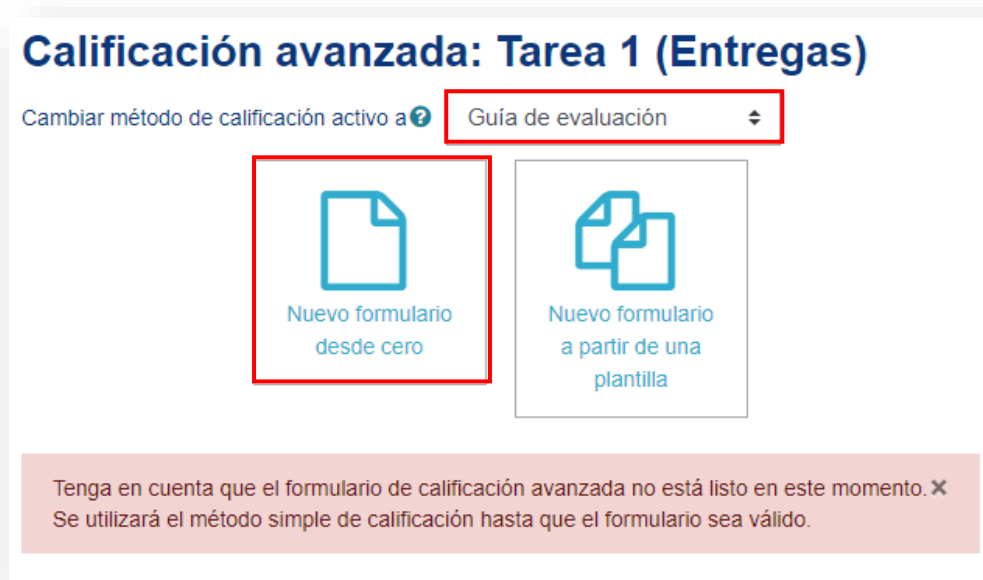 Calificación avanzada: Tarea 1 (Entregas)
Cambiar método de calificación activo a ? Guía de evaluación
Nuevo formulario
desde cero
Nuevo formulario
a partir de una
plantilla
Tenga en cuenta que el formulario de calificación avanzada no está listo en este momento. ×
Se utilizará el método simple de calificación hasta que el formulario sea válido.